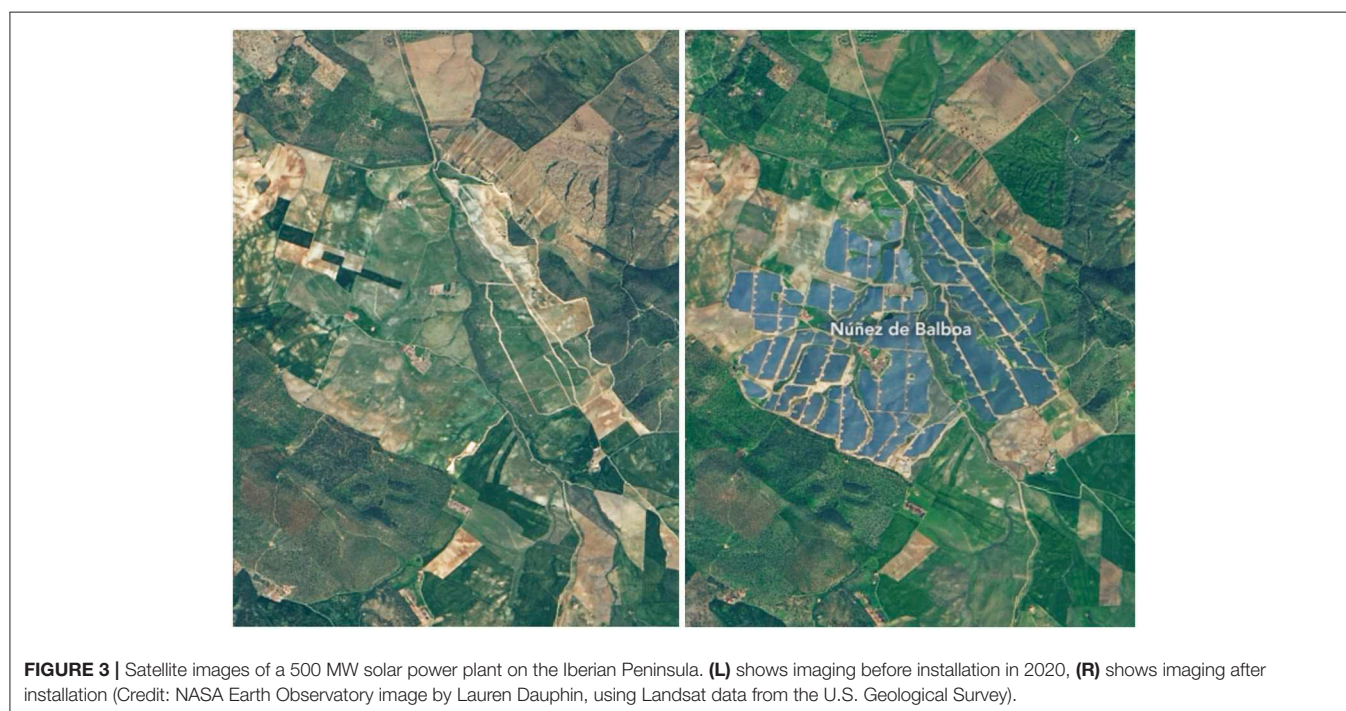 Núñez de Balboa
FIGURE 3 | Satellite images of a 500 MW solar power plant on the Iberian Peninsula. (L) shows imaging before installation in 2020, (R) shows imaging after
installation (Credit: NASA Earth Observatory image by Lauren Dauphin, using Landsat data from the U.S. Geological Survey).